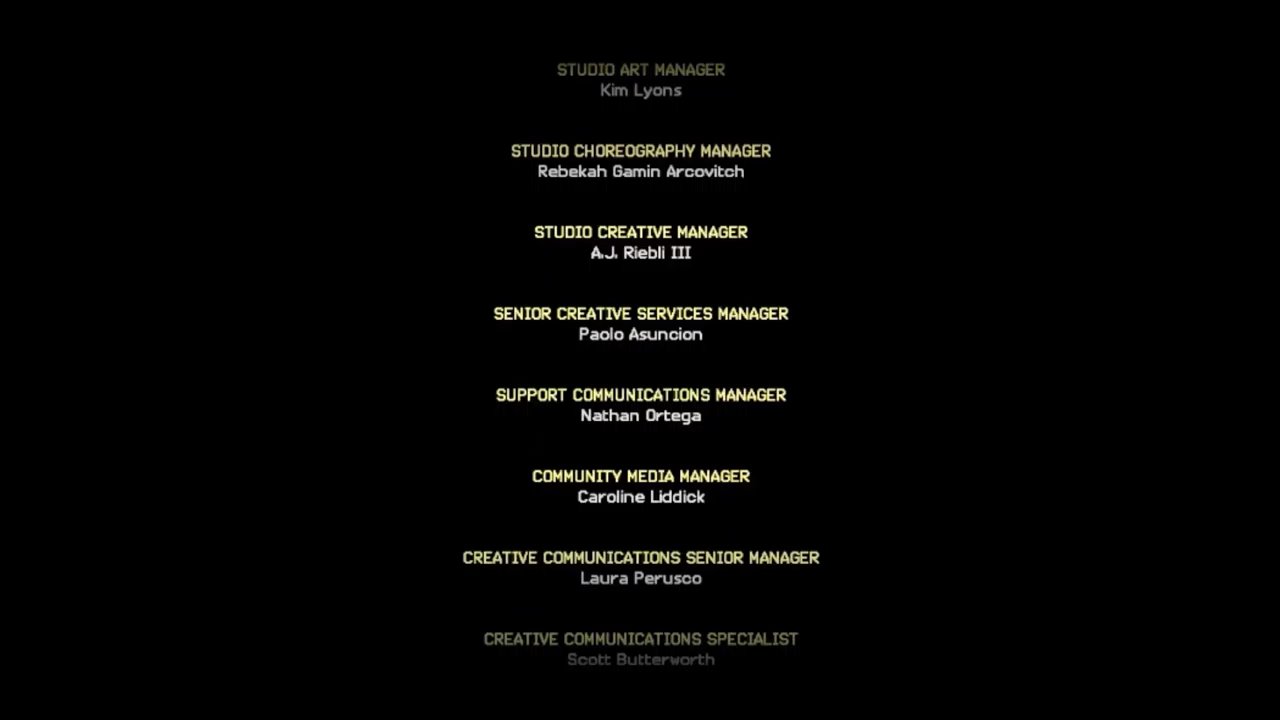 STUDIO ART MANAGER
Kim Lyons
STUDIO CHOREOGRAPHY MANAGER
Rebekah Gamin Arcovitch
STUDIO CREATIVE MANAGER
A.J. Riebli III
SENIOR CREATIVE SERVICES MANAGER
Paolo Asuncion
SUPPORT COMMUNICATIONS MANAGER
Nathan Ortega
COMMUNITY MEDIA MANAGER
Caroline Liddick
CREATIVE COMMUNICATIONS SENIOR MANAGER
Laura Perusco
CREATIVE COMMUNICATIONS SPECIALIST
Scott Butterworth